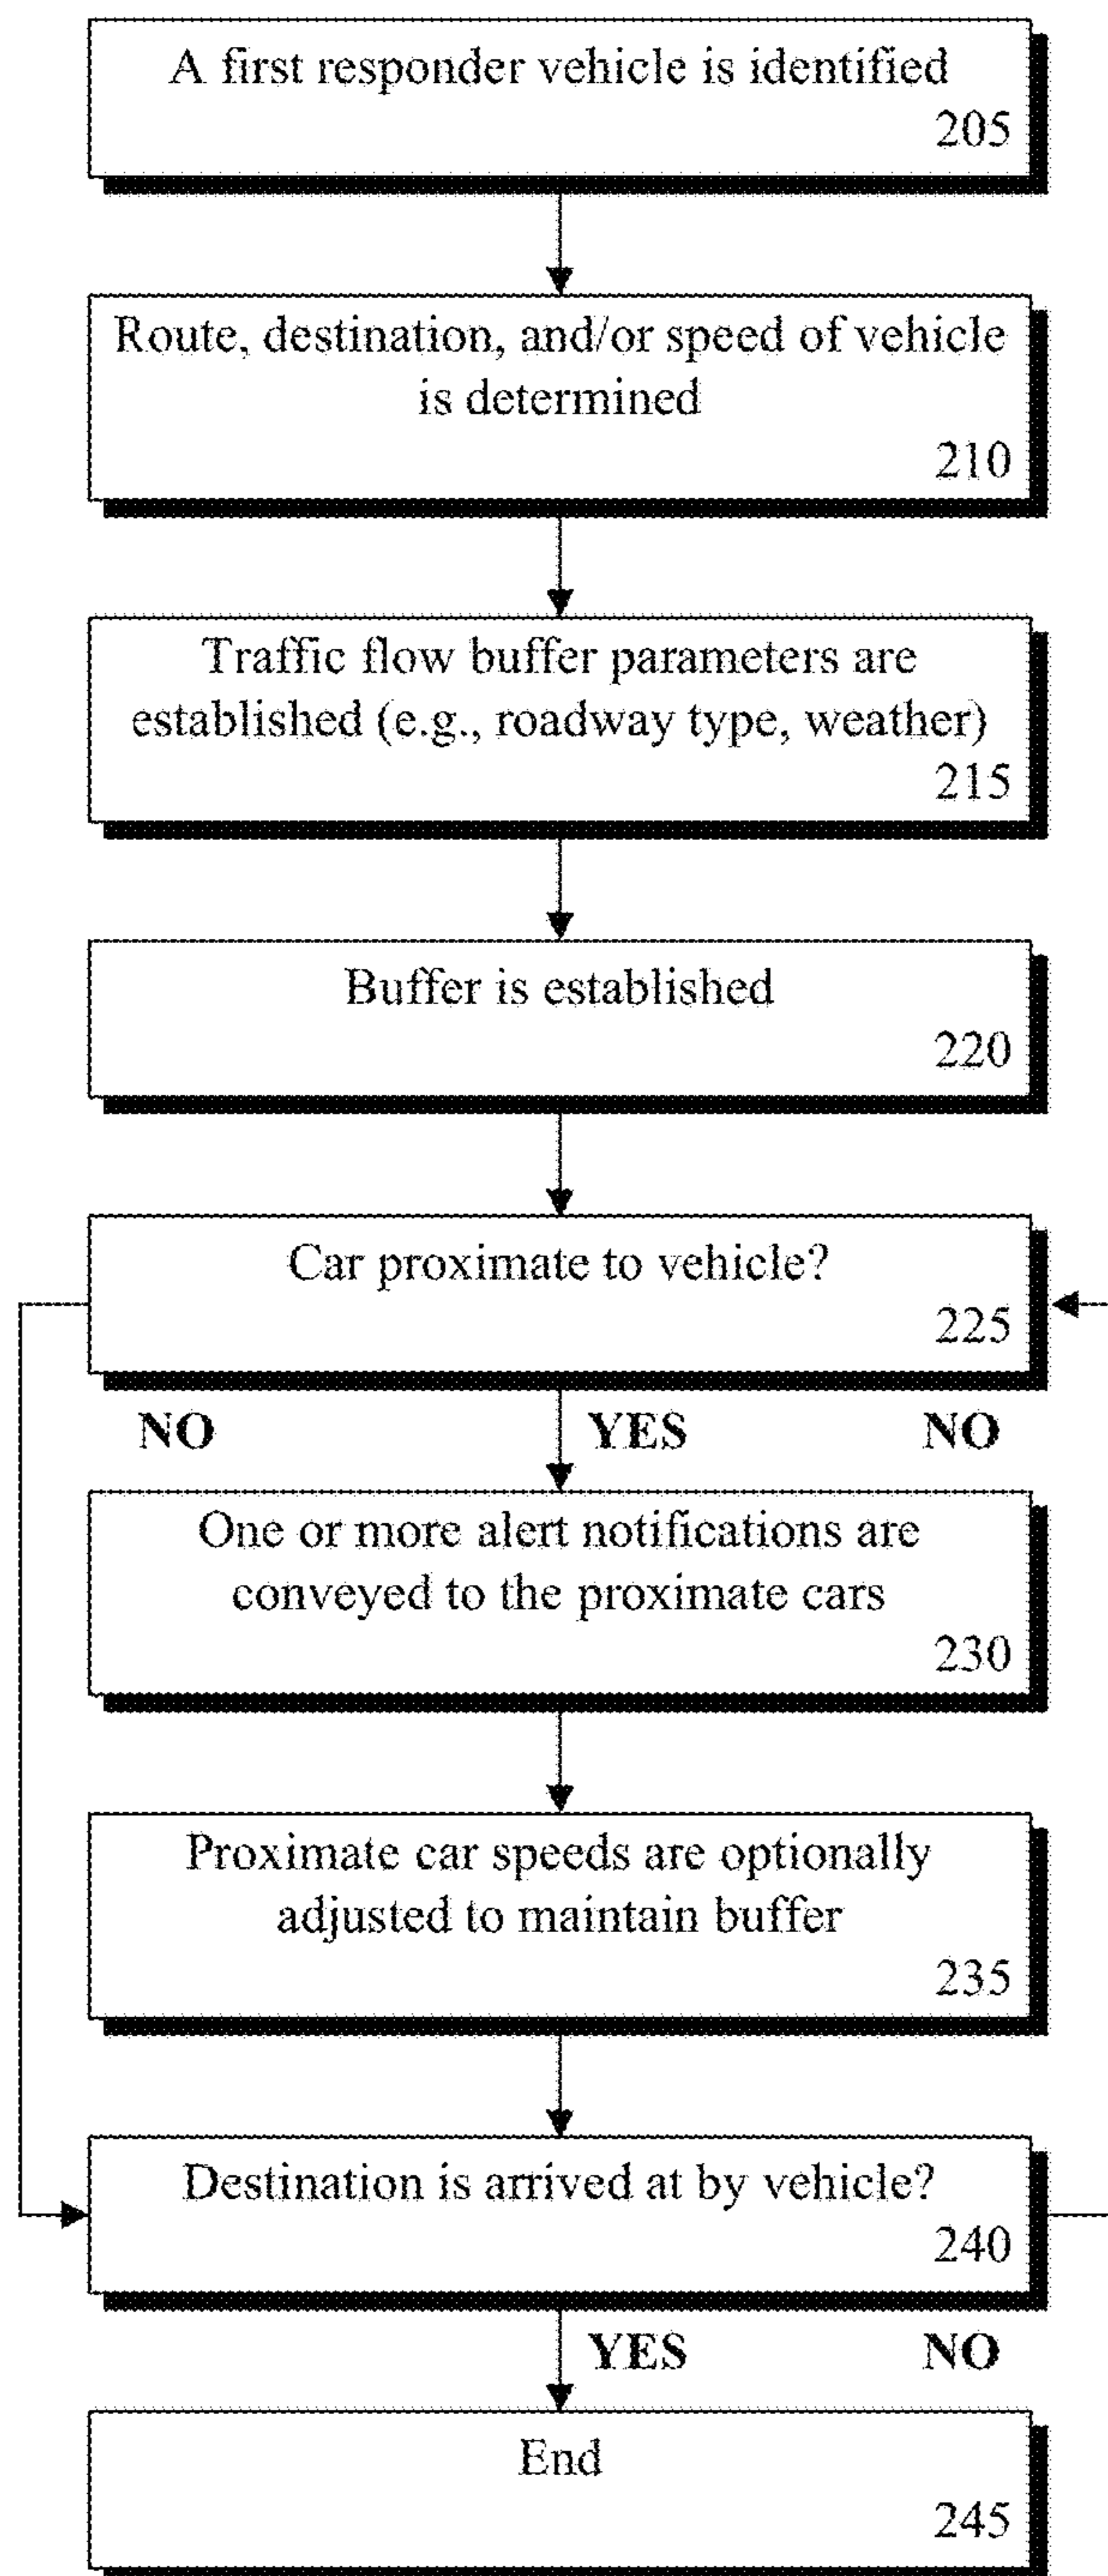 A first responder vehicle is identified
205
Route, destination, and/or speed of vehicle
is determined
210
Traffic flow buffer parameters are
established (e.g., roadway type, weather)
215
Buffer is established
220
Car proximate to vehicle?
225
NO YES NO
One or more alert notifications are
conveyed to the proximate cars
230
Proximate car speeds are optionally
adjusted to maintain buffer
235
Destination is arrived at by vehicle?
240
YES NO
End
245